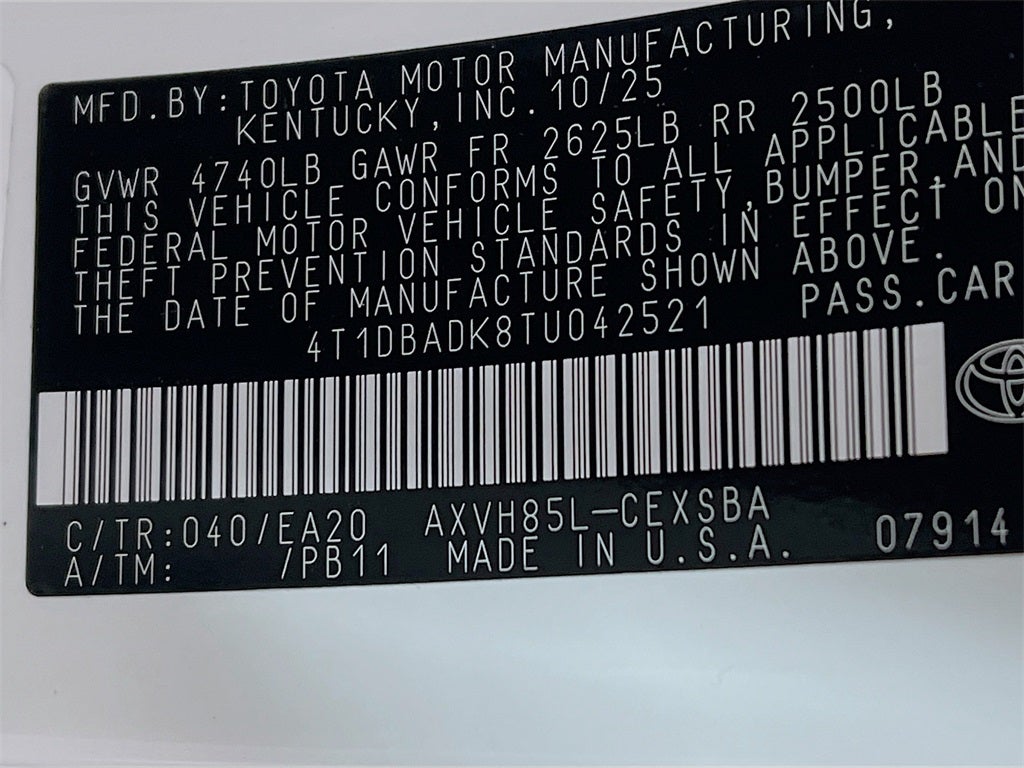 MFD.BY:TOYOTA MOTOR MANUFACTURING,
KENTUCKY,INC. 10/25
GVWR 4740LB GAWR FR 2625LB RR 2500LB
THIS VEHICLE CONFORMS TO ALL APPLICABLE
FEDERAL MOTOR VEHICLE SAFETY,BUMPER,AND
THEFT PREVENTION STANDARDS IN EFFECT ON
THE DATE OF MANUFACTURE SHOWN ABOVE.
4T1DBADK8TU042521 PASS.CAR
C/TR:040/EA20 AXVH85L-CEXSBA
A/TM: /PB11 MADE IN U.S.A. 07914